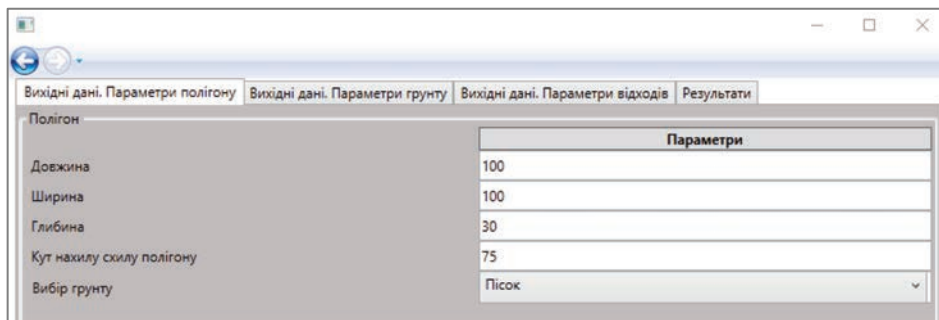 Вихідні дані. Параметри полігону Вихідні дані. Параметри грунту Вихідні дані. Параметри відходів Результати
Полігон
Параметри
Довжина 100
Ширина 100
Глибина 30
Кут нахилу схилу полігону 75
Вибір грунту Пісок